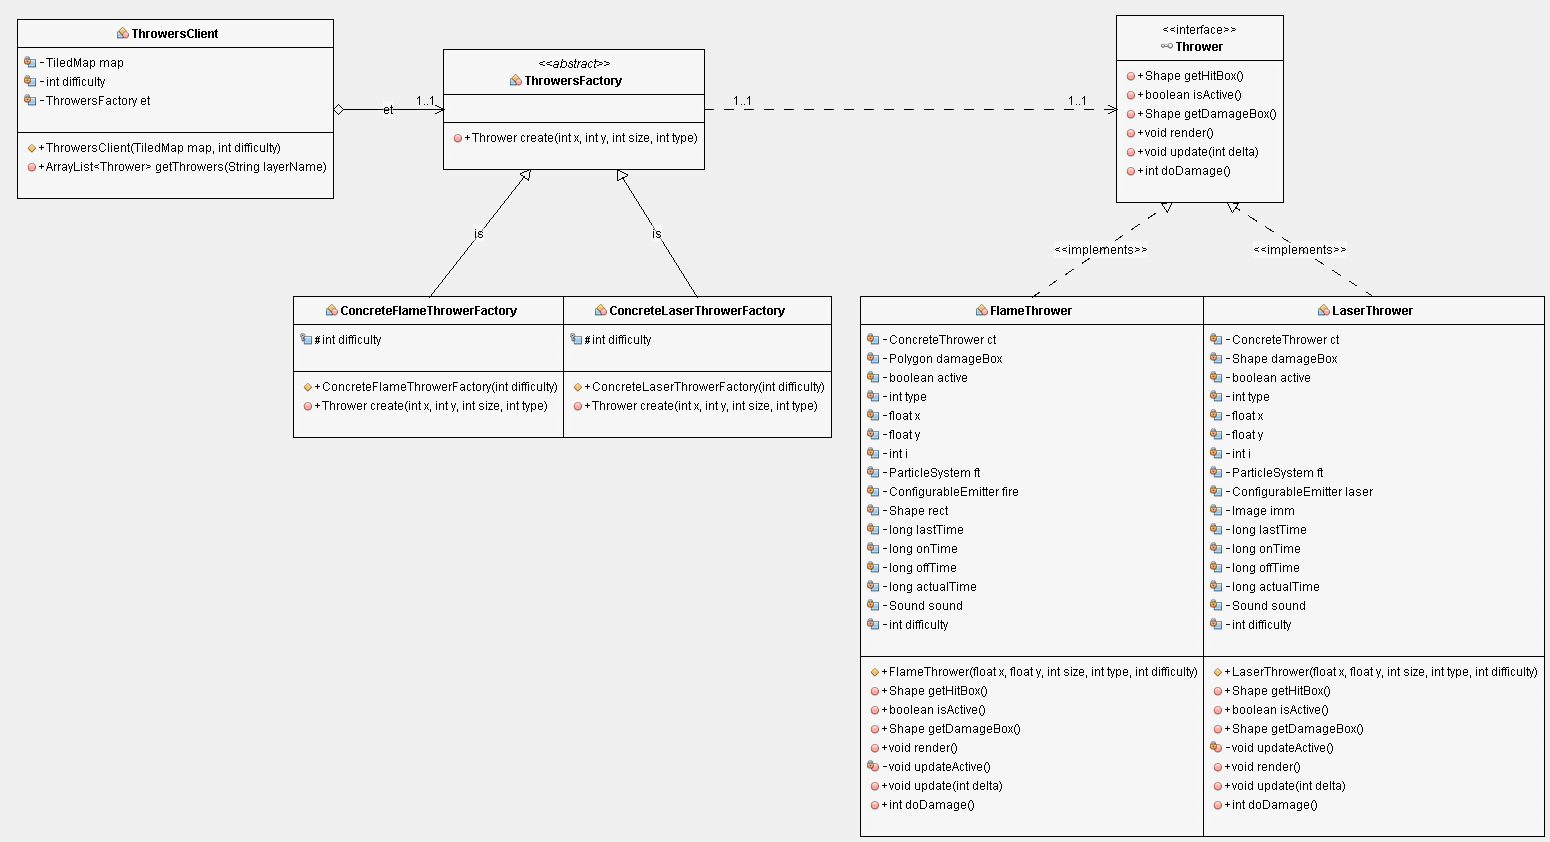 ThrowersClient
- TiledMap map
- int difficulty
- ThrowersFactory et
+ ThrowersClient(TiledMap map, int difficulty)
+ ArrayList<Thrower> getThrowers(String layerName)
et
1..1
<<abstract>>
ThrowersFactory
+ Thrower create(int x, int y, int size, int type)
1..1
1..1
<<interface>>
Thrower
+ Shape getHitBox()
+ boolean isActive()
+ Shape getDamageBox()
+ void render()
+ void update(int delta)
+ int doDamage()
is
is
<<implements>>
<<implements>>
ConcreteFlameThrowerFactory
# int difficulty
+ ConcreteFlameThrowerFactory(int difficulty)
+ Thrower create(int x, int y, int size, int type)
ConcreteLaserThrowerFactory
# int difficulty
+ ConcreteLaserThrowerFactory(int difficulty)
+ Thrower create(int x, int y, int size, int type)
FlameThrower
- ConcreteThrower ct
- Polygon damageBox
- boolean active
- int type
- float x
- float y
- int i
- ParticleSystem ft
- ConfigurableEmitter fire
- Shape rect
- long lastTime
- long onTime
- long offTime
- long actualTime
- Sound sound
- int difficulty
+ FlameThrower(float x, float y, int size, int type, int difficulty)
+ Shape getHitBox()
+ boolean isActive()
+ Shape getDamageBox()
+ void render()
- void updateActive()
+ void update(int delta)
+ int doDamage()
LaserThrower
- ConcreteThrower ct
- Shape damageBox
- boolean active
- int type
- float x
- float y
- int i
- ParticleSystem ft
- ConfigurableEmitter laser
- Image imm
- long lastTime
- long onTime
- long offTime
- long actualTime
- Sound sound
- int difficulty
+ LaserThrower(float x, float y, int size, int type, int difficulty)
+ Shape getHitBox()
+ boolean isActive()
+ Shape getDamageBox()
- void updateActive()
+ void render()
+ void update(int delta)
+ int doDamage()